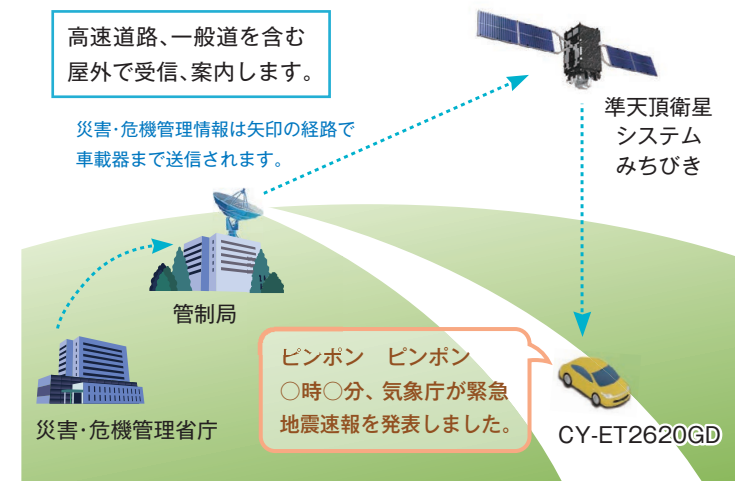 高速道路、一般道を含む
屋外で受信、案内します。
災害・危機管理情報は矢印の経路で
車載器まで送信されます。
準天頂衛星
システム
みちびき
管制局
災害・危機管理省庁
ピンポン　ピンポン
○時○分、気象庁が緊急
地震速報を発表しました。
CY-ET2620GD